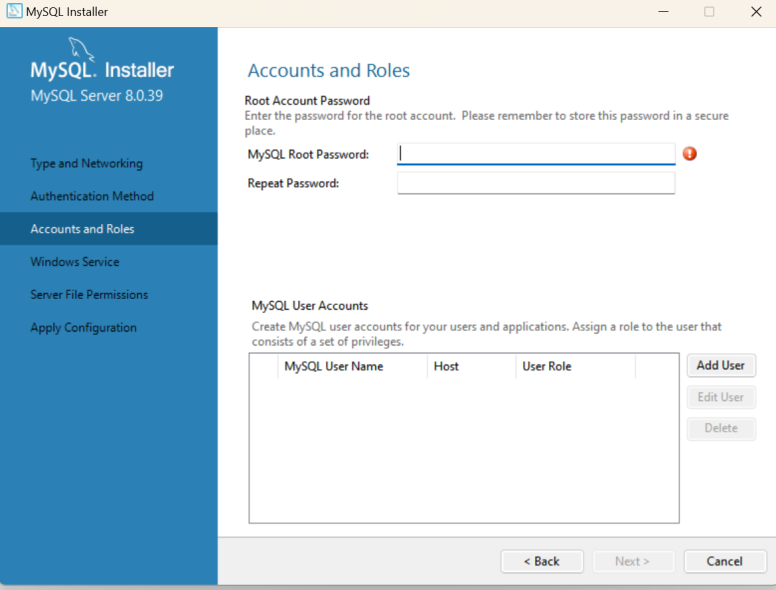 MySQL Installer
MySQL. Installer
MySQL Server 8.0.39
Type and Networking
Authentication Method
Accounts and Roles
Windows Service
Server File Permissions
Apply Configuration
Accounts and Roles
Root Account Password
Enter the password for the root account. Please remember to store this password in a secure
place.
MySQL Root Password:
Repeat Password:
MySQL User Accounts
Create MySQL user accounts for your users and applications. Assign a role to the user that
consists of a set of privileges.
MySQL User Name Host User Role
Add User
Edit User
Delete
< Back Next > Cancel